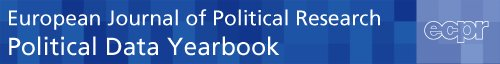 European Journal of Political Research
Political Data Yearbook
ecpr